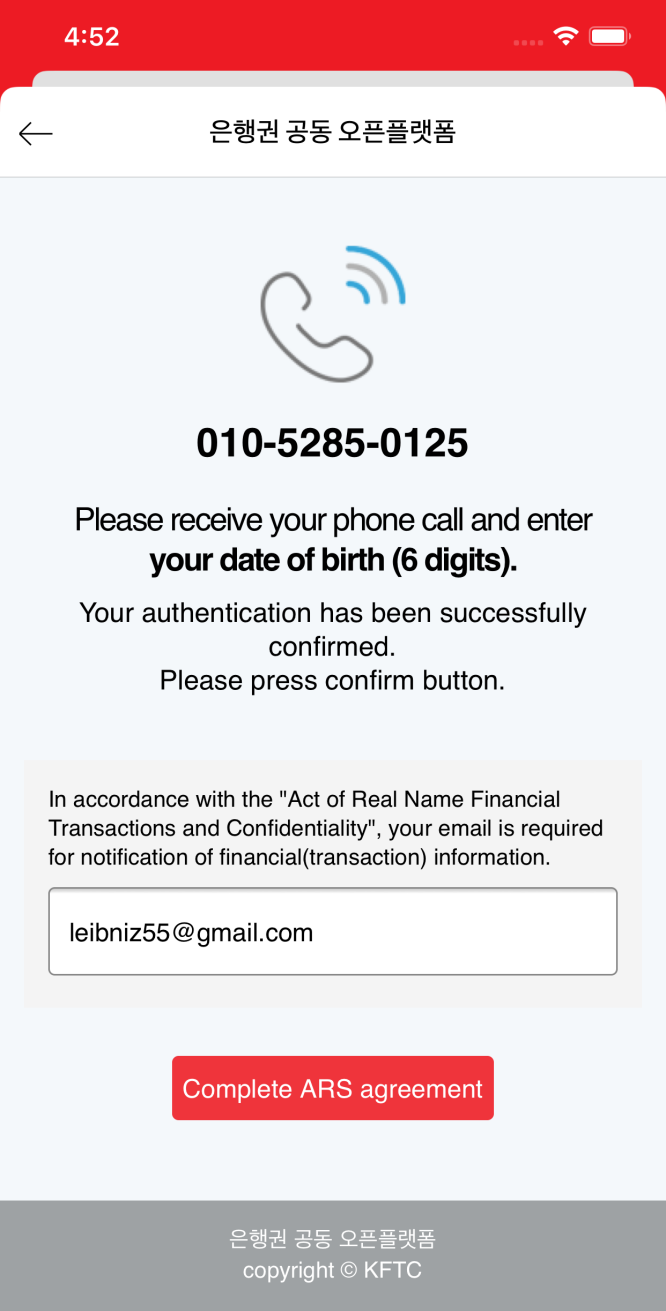 4:52
은행권 공동 오픈플랫폼
010-5285-0125
Please receive your phone call and enter
your date of birth (6 digits).
Your authentication has been successfully
confirmed.
Please press confirm button.
In accordance with the "Act of Real Name Financial
Transactions and Confidentiality", your email is required
for notification of financial(transaction) information.
leibniz55@gmail.com
Complete ARS agreement
은행권 공동 오픈플랫폼
copyright © KFTC